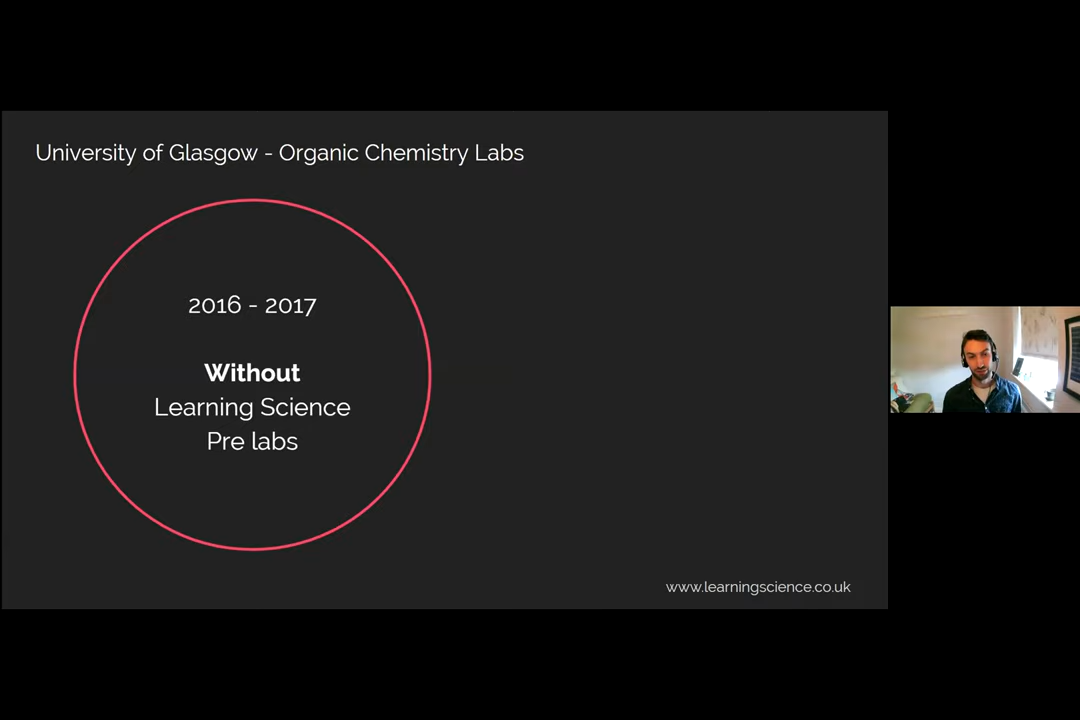 University of Glasgow - Organic Chemistry Labs
2016 - 2017
Without
Learning Science
Pre labs
www.learningscience.co.uk